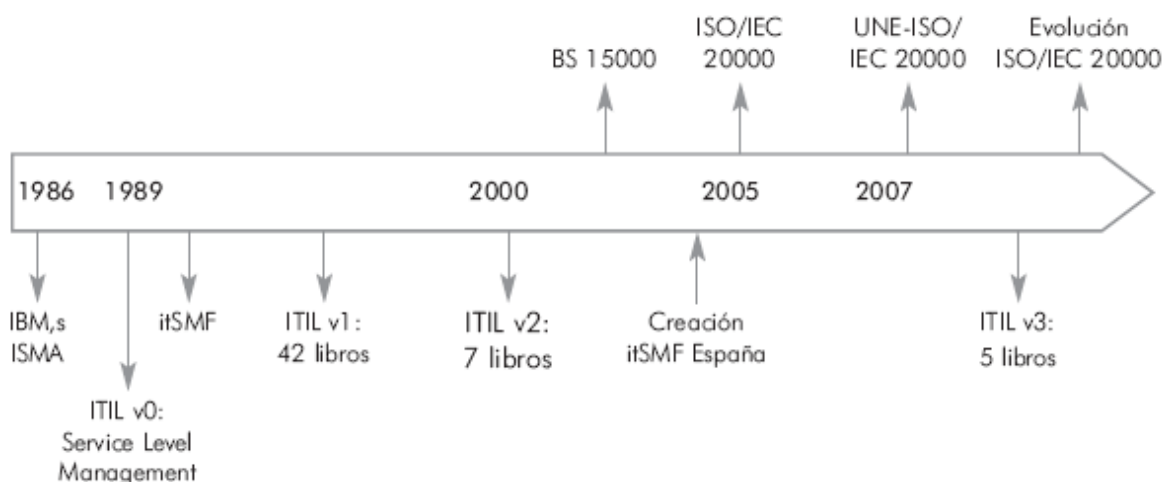 BS 15000
ISO/IEC
20000
UNE-ISO/
IEC 20000
Evolución
ISO/IEC 20000
1986
1989
2000
2005
2007
IBM,s
ISMA
ITIL v0:
Service Level
Management
itSMF
ITIL v1:
42 libros
ITIL v2:
7 libros
Creación
itSMF España
ITIL v3:
5 libros